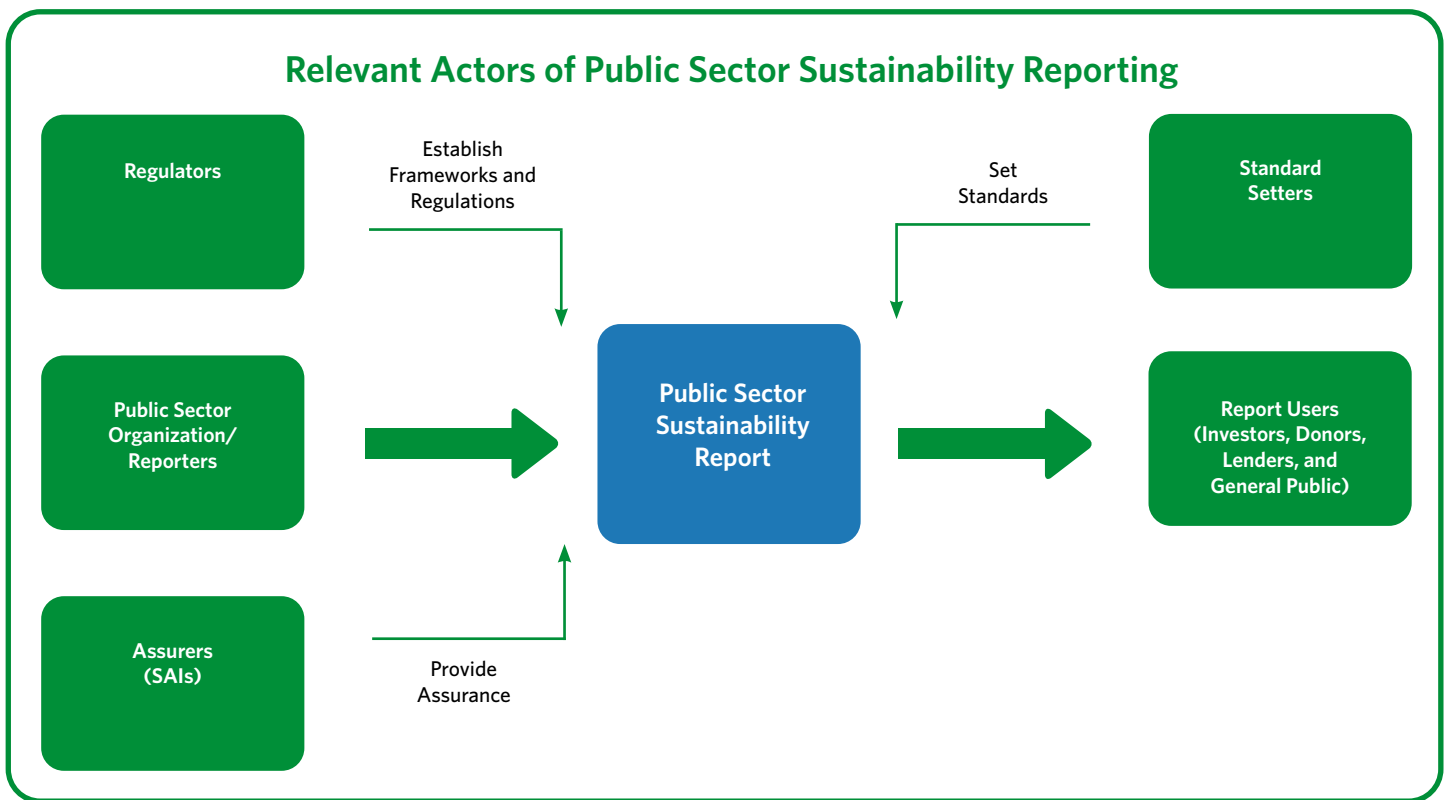 Relevant Actors of Public Sector Sustainability Reporting
Regulators
Establish
Frameworks and
Regulations
Set
Standards
Standard
Setters
Public Sector
Organization/
Reporters
Public Sector
Sustainability
Report
Report Users
(Investors, Donors,
Lenders, and
General Public)
Assurers
(SAIs)
Provide
Assurance